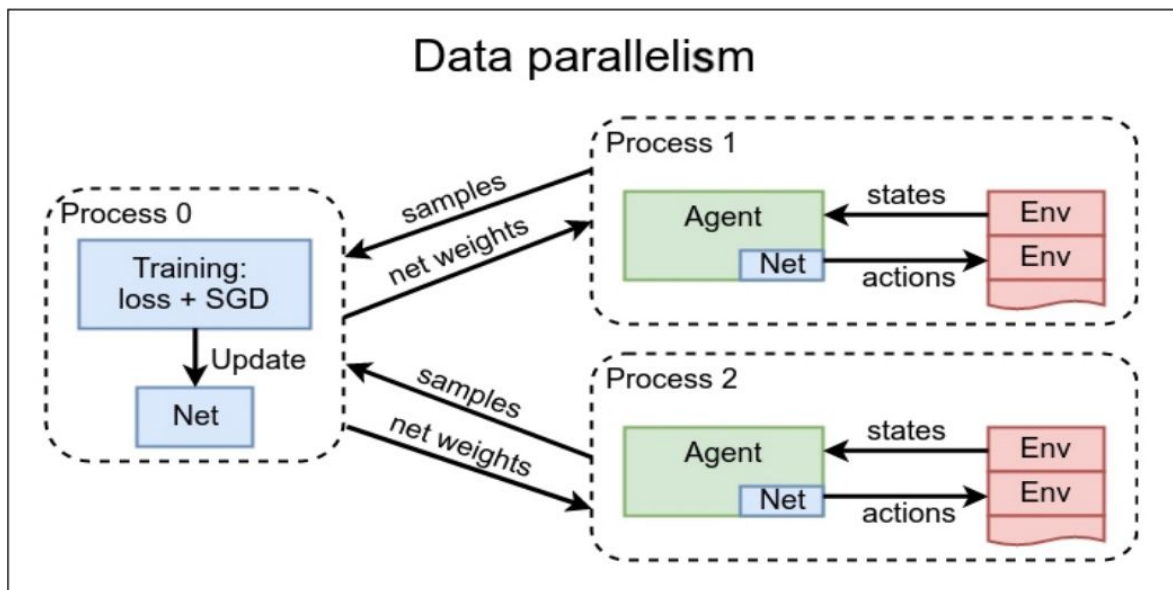 Data parallelism
Process 0
Training:
loss + SGD
Update
Net
samples
net weights
samples
net weights
Process 1
Agent
Net
states
actions
Env
Env
Process 2
Agent
Net
states
actions
Env
Env